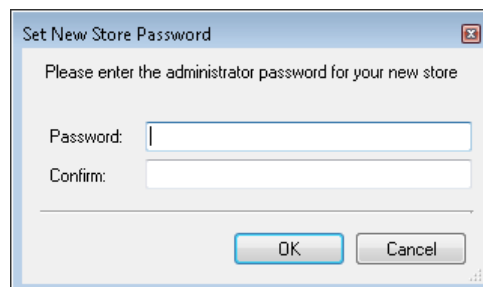 Set New Store Password
Please enter the administrator password for your new store
Password:
Confirm:
OK
Cancel